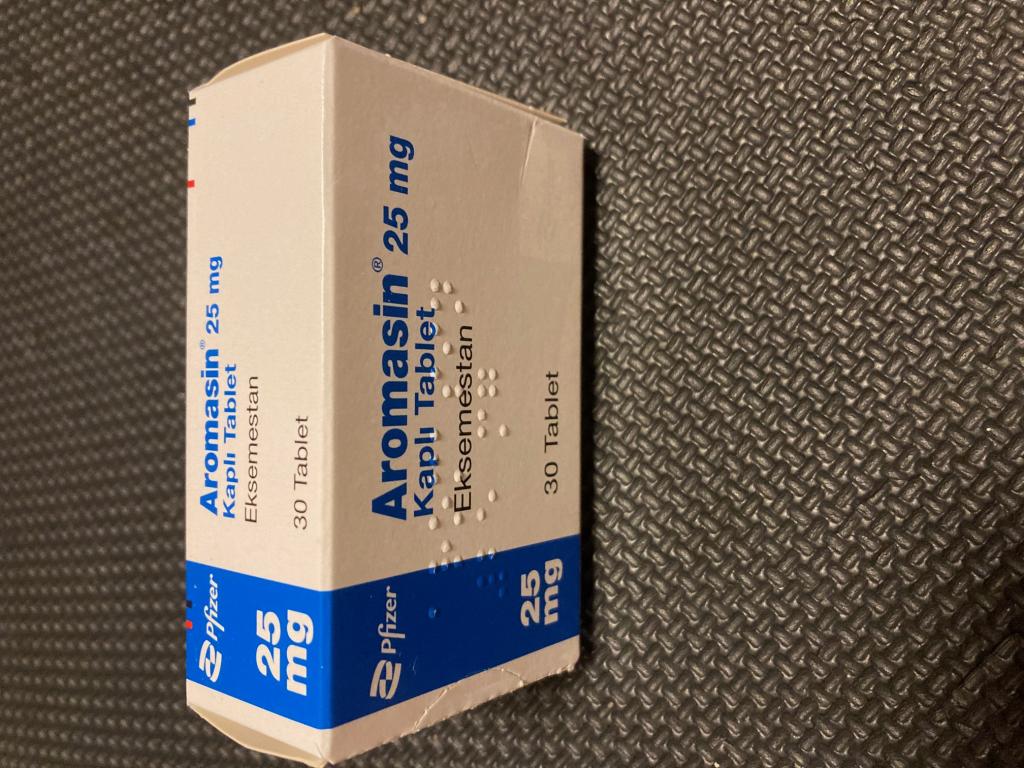 Aromasin® 25 mg
Kaplı Tablet
Eksemestan
30 Tablet
Pfizer
25
mg
Aromasin® 25 mg
Kaplı Tablet
Eksemestan
30 Tablet
Pfizer
25
mg